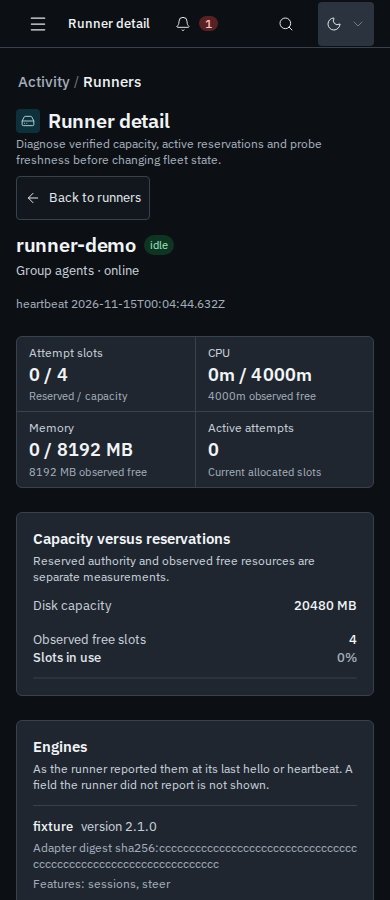 Runner detail
1
Activity / Runners
Runner detail
Diagnose verified capacity, active reservations and probe
freshness before changing fleet state.
Back to runners
runner-demo idle
Group agents · online
heartbeat 2026-11-15T00:04:44.632Z
Attempt slots
0 / 4
Reserved / capacity
CPU
0m / 4000m
4000m observed free
Memory
0 / 8192 MB
8192 MB observed free
Active attempts
0
Current allocated slots
Capacity versus reservations
Reserved authority and observed free resources are
separate measurements.
Disk capacity 20480 MB
Observed free slots 4
Slots in use 0%
Engines
As the runner reported them at its last hello or heartbeat. A
field the runner did not report is not shown.
fixture version 2.1.0
Adapter digest sha256:ccccccccccccccccccccccccccccccccc
ccccccccccccccccccccccccccccccc
Features: sessions, steer